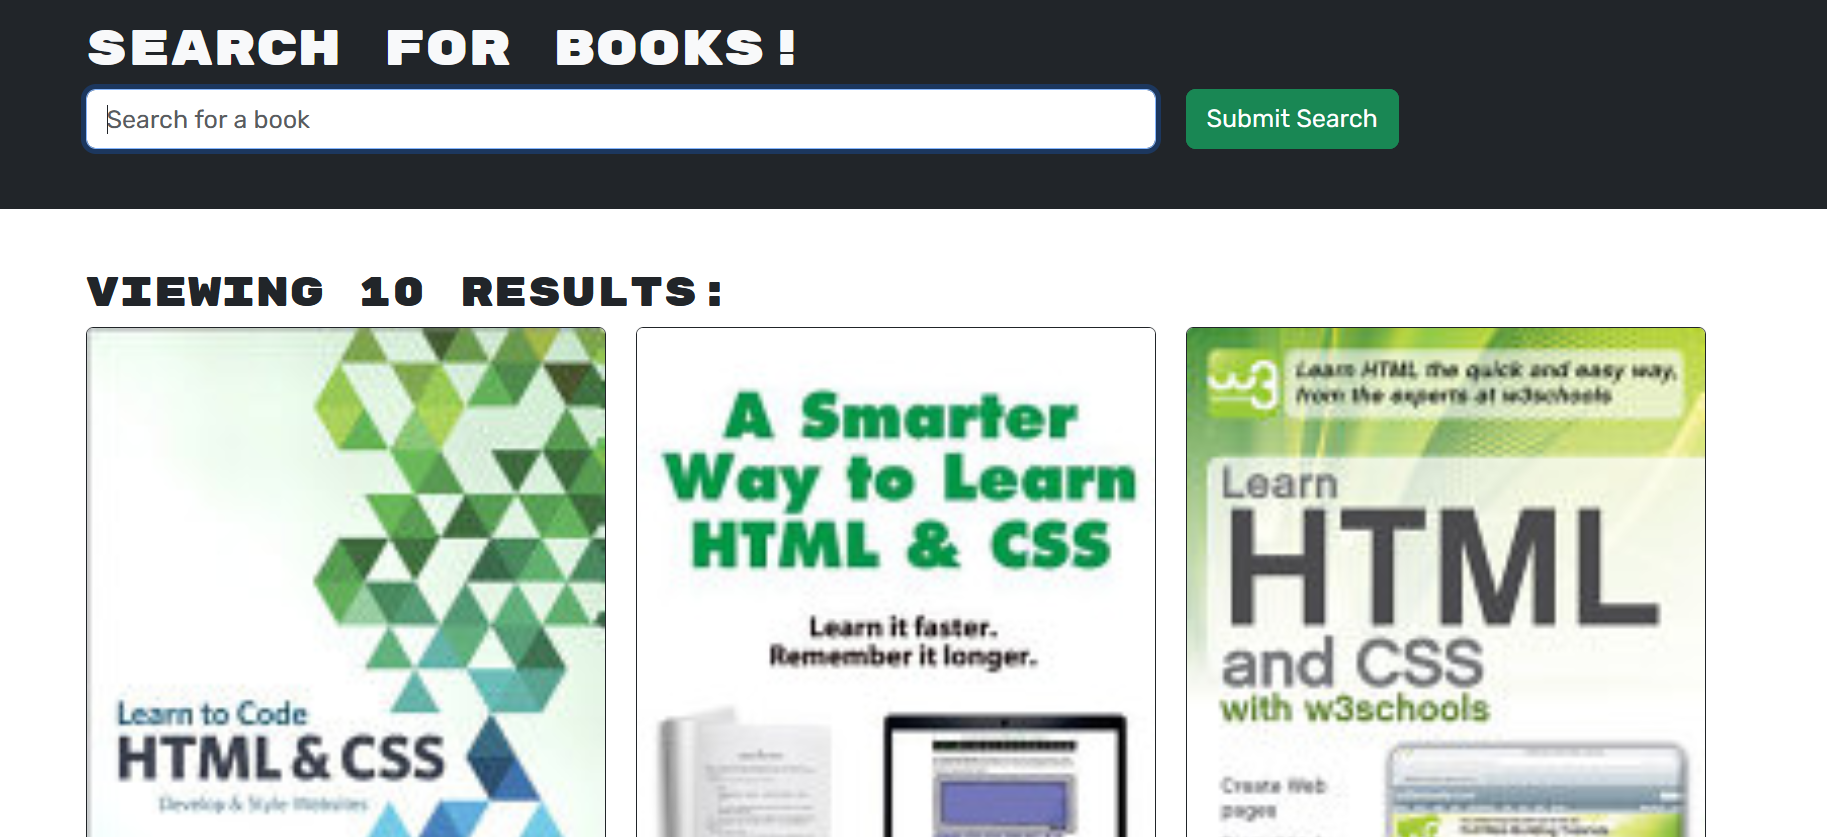 SEARCH FOR BOOKS!
Search for a book
Submit Search
VIEWING 10 RESULTS:
Learn to Code
HTML & CSS
Develop & Style Websites
A Smarter
Way to Learn
HTML & CSS
Learn it faster.
Remember it longer.
w3
Learn HTML the quick and easy way,
from the experts at w3schools
Learn
HTML
and CSS
with w3schools
Create Web
pages